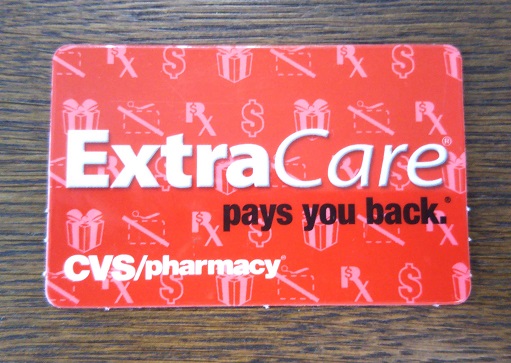 ExtraCare®
pays you back.®
CVS/pharmacy®